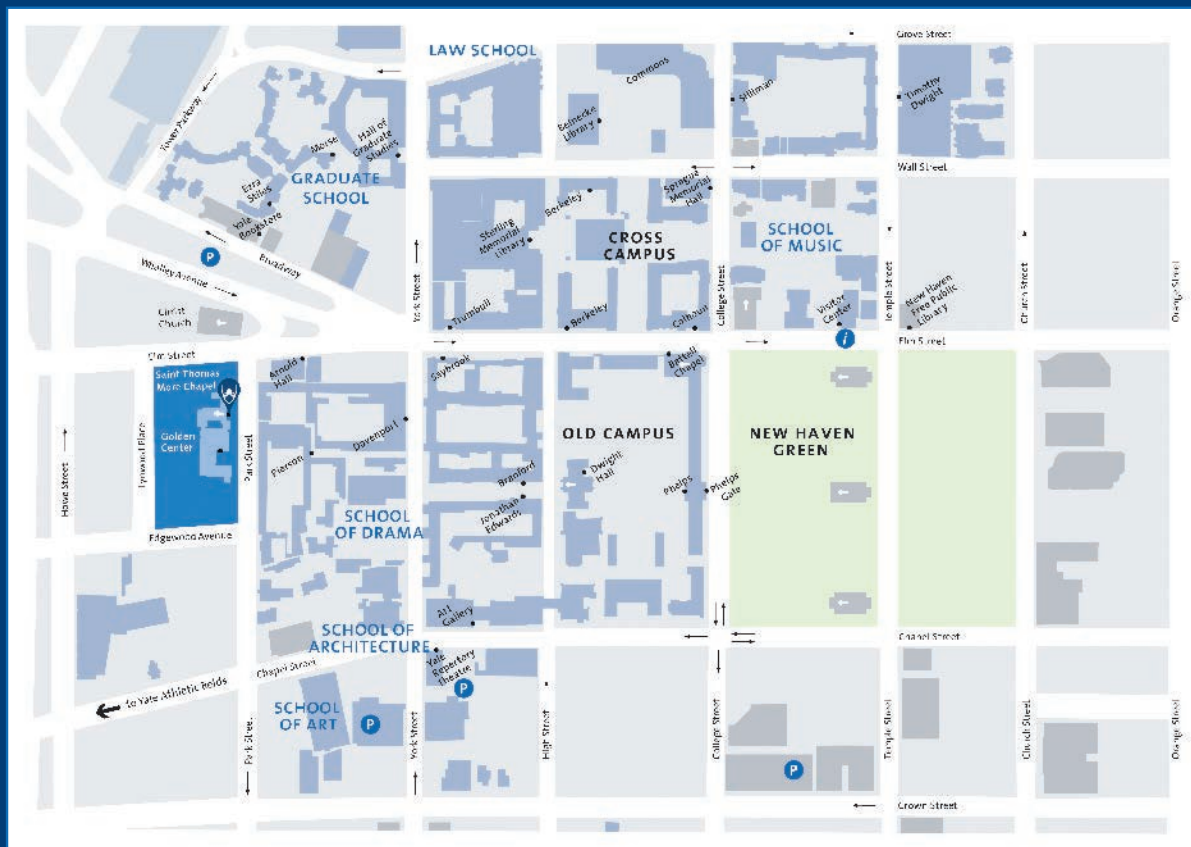 Grove Street
LAW SCHOOL
Commons
Silliman
Timothy
Dwight
Tower Parkway
Beinecke
Library
Morse
Hall of
Graduate
Studies
GRADUATE
SCHOOL
Wall Street
Ezra
Stiles
Yale
Bookstore
Sprague
Memorial
Hall
Berkeley
Sterling
Memorial
Library
CROSS
CAMPUS
SCHOOL
OF MUSIC
P
Broadway
Whalley Avenue
York Street
College Street
Temple Street
Church Street
Orange Street
New Haven
Free Public
Library
Visitor
Center
Christ
Church
Trumbull
Berkeley
Calhoun
Elm Street
Elm Street
i
Saint Thomas
More Chapel
Arnold
Hall
Saybrook
Battell
Chapel
Golden
Center
Lynwood Place
Howe Street
Park Street
Davenport
Pierson
OLD CAMPUS
NEW HAVEN
GREEN
Dwight
Hall
Branford
Jonathan
Edwards
Phelps
Phelps
Gate
SCHOOL
OF DRAMA
Edgewood Avenue
Art
Gallery
SCHOOL OF
ARCHITECTURE
Chapel Street
Chapel Street
Yale
Repertory
Theatre
P
to Yale Athletic Fields
SCHOOL
OF ART
P
Park Street
York Street
High Street
College Street
Temple Street
Church Street
Orange Street
P
Crown Street